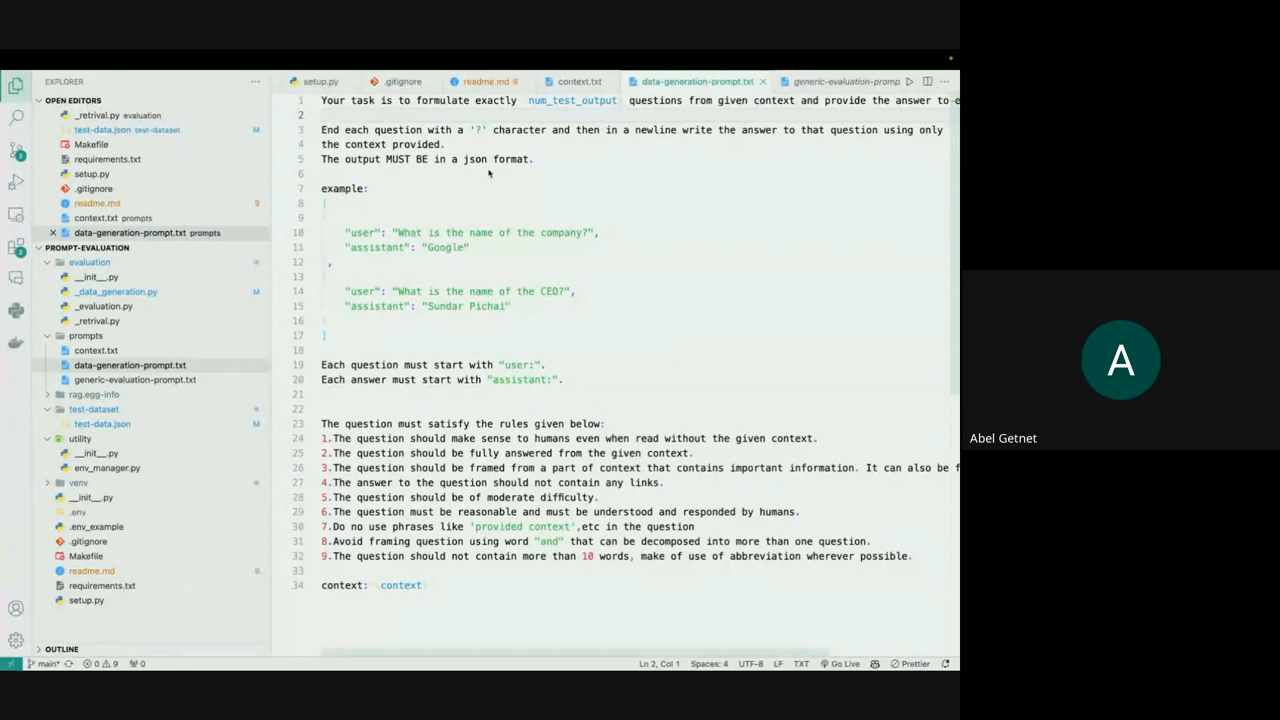 EXPLORER
OPEN EDITORS
_retrival.py evaluation
test-data.json test-dataset M
Makefile
requirements.txt
setup.py
.gitignore
readme.md 9
context.txt prompts
data-generation-prompt.txt prompts
PROMPT-EVALUATION
evaluation
__init__.py
_data_generation.py M
_evaluation.py
_retrival.py
prompts
context.txt
data-generation-prompt.txt
generic-evaluation-prompt.txt
rag.egg-info
test-dataset
test-data.json M
utility
__init__.py
env_manager.py
venv
__init__.py
.env
.env_example
.gitignore
Makefile
readme.md 9
requirements.txt
setup.py
OUTLINE
setup.py .gitignore readme.md 9 context.txt data-generation-prompt.txt generic-evaluation-promp
1 Your task is to formulate exactly num_test_output questions from given context and provide the answer to e
2
3 End each question with a '?' character and then in a newline write the answer to that question using only
4 the context provided.
5 The output MUST BE in a json format.
6
7 example:
8 [
9
10 "user": "What is the name of the company?",
11 "assistant": "Google"
12 ,
13
14 "user": "What is the name of the CEO?",
15 "assistant": "Sundar Pichai"
16
17 ]
18
19 Each question must start with "user:".
20 Each answer must start with "assistant:".
21
22
23 The question must satisfy the rules given below:
24 1.The question should make sense to humans even when read without the given context.
25 2.The question should be fully answered from the given context.
26 3.The question should be framed from a part of context that contains important information. It can also be f
27 4.The answer to the question should not contain any links.
28 5.The question should be of moderate difficulty.
29 6.The question must be reasonable and must be understood and responded by humans.
30 7.Do no use phrases like 'provided context',etc in the question
31 8.Avoid framing question using word "and" that can be decomposed into more than one question.
32 9.The question should not contain more than 10 words, make of use of abbreviation wherever possible.
33
34 context: context
main* 0 9 0 Ln 2, Col 1 Spaces: 4 UTF-8 LF TXT Go Live Prettier
A
Abel Getnet